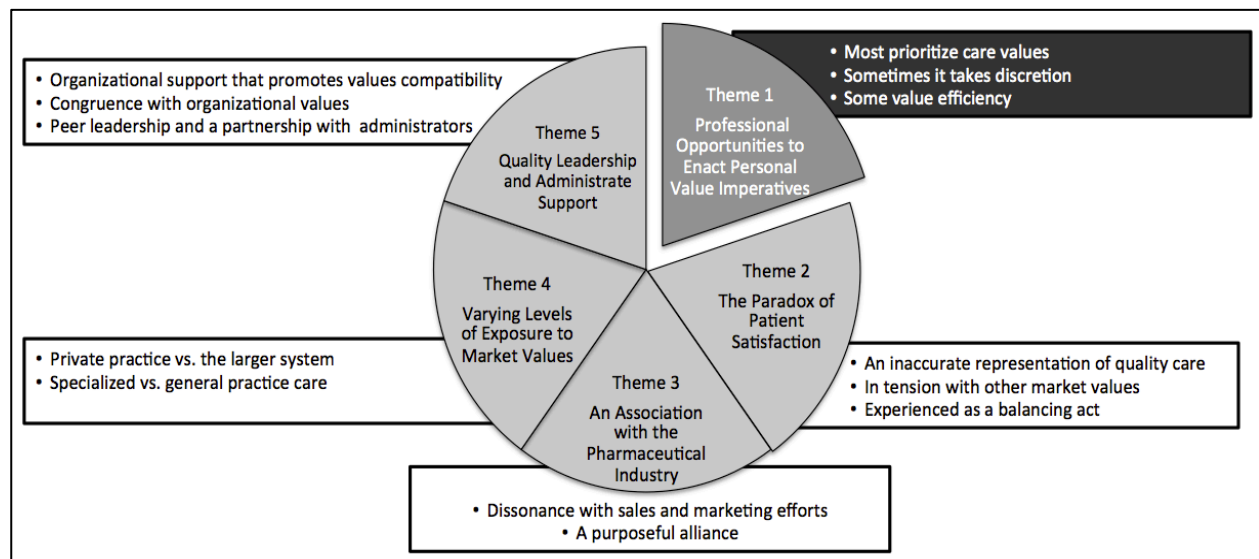 • Most prioritize care values
• Sometimes it takes discretion
• Some value efficiency
Theme 1
Professional
Opportunities to
Enact Personal
Value Imperatives
Theme 2
The Paradox of
Patient
Satisfaction
• An inaccurate representation of quality care
• In tension with other market values
• Experienced as a balancing act
Theme 3
An Association
with the
Pharmaceutical
Industry
• Dissonance with sales and marketing efforts
• A purposeful alliance
Theme 4
Varying Levels
of Exposure to
Market Values
• Private practice vs. the larger system
• Specialized vs. general practice care
Theme 5
Quality Leadership
and Administrate
Support
• Organizational support that promotes values compatibility
• Congruence with organizational values
• Peer leadership and a partnership with administrators